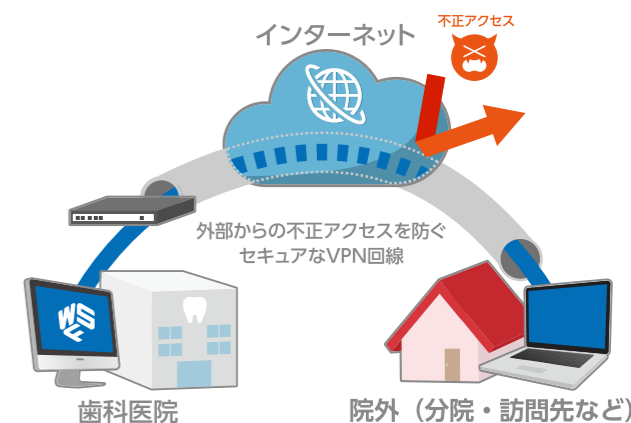 不正アクセス
インターネット
外部からの不正アクセスを防ぐ
セキュアなVPN回線
WSF
歯科医院
院外（分院・訪問先など）